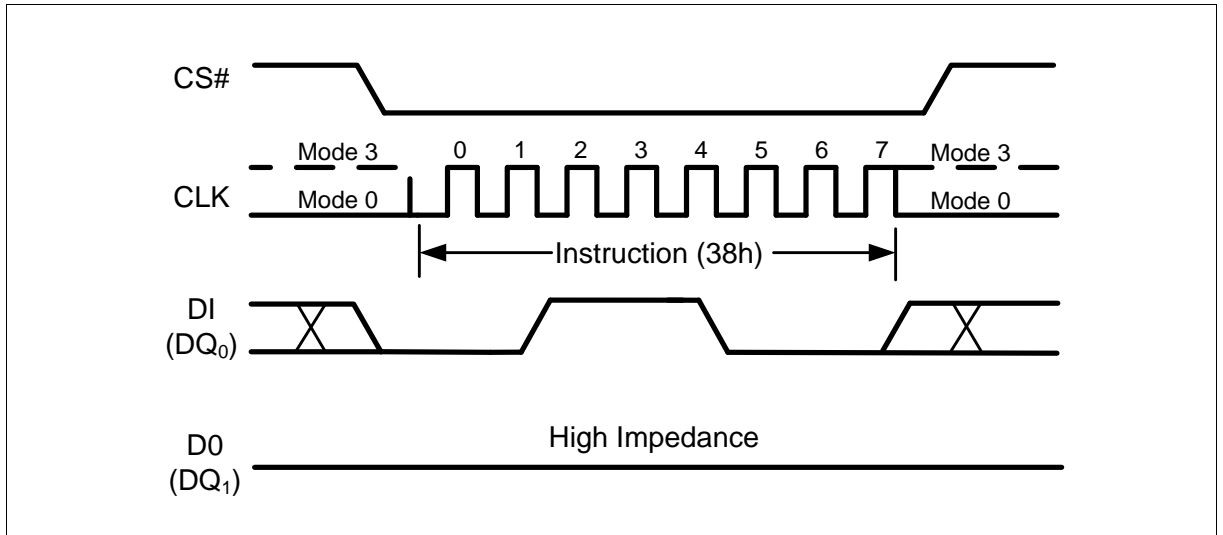 CS#
Mode 3 0 1 2 3 4 5 6 7 Mode 3
CLK Mode 0 Mode 0
Instruction (38h)
DI
(DQ0)
D0 High Impedance
(DQ1)